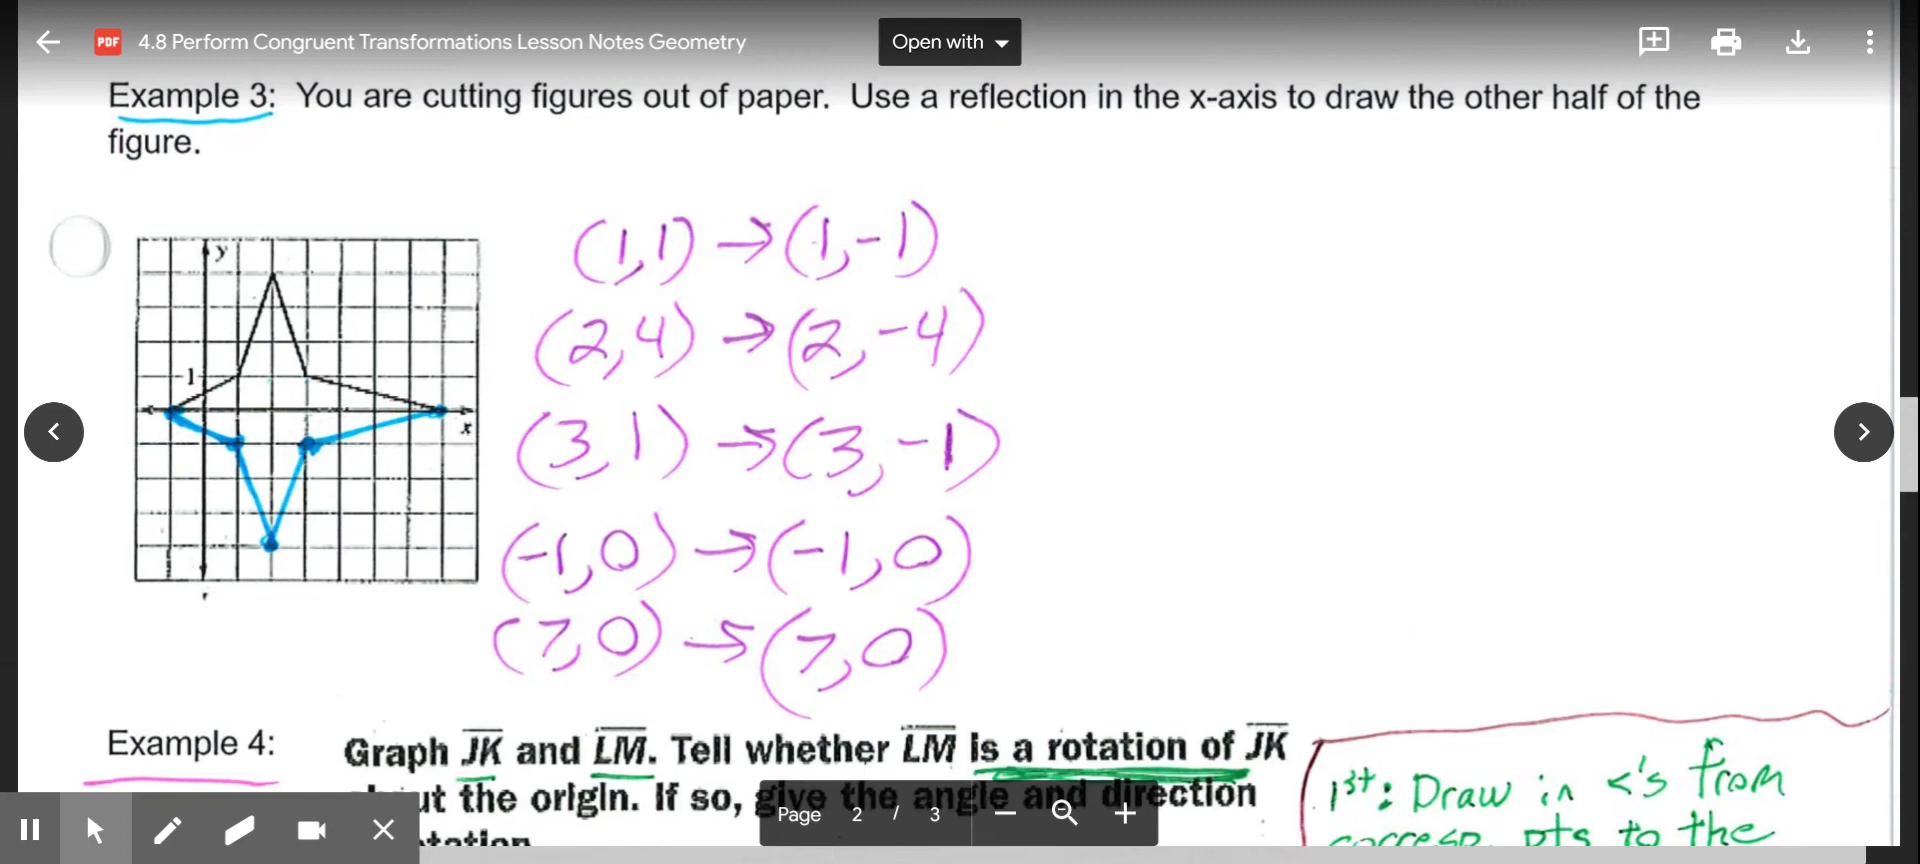 4.8 Perform Congruent Transformations Lesson Notes Geometry
PDF
Open with
Example 3: You are cutting figures out of paper. Use a reflection in the x-axis to draw the other half of the
figure.
y
1
x
(1,1) → (1,-1)
(2,4) → (2,-4)
(3,1) → (3,-1)
(-1,0) → (-1,0)
(7,0) → (7,0)
Example 4:
Graph JK and LM. Tell whether LM is a rotation of JK
ut the origin. If so, give the angle and direction
tation
1st: Draw in <'s from
corresp. pts to the
Page 2 / 3